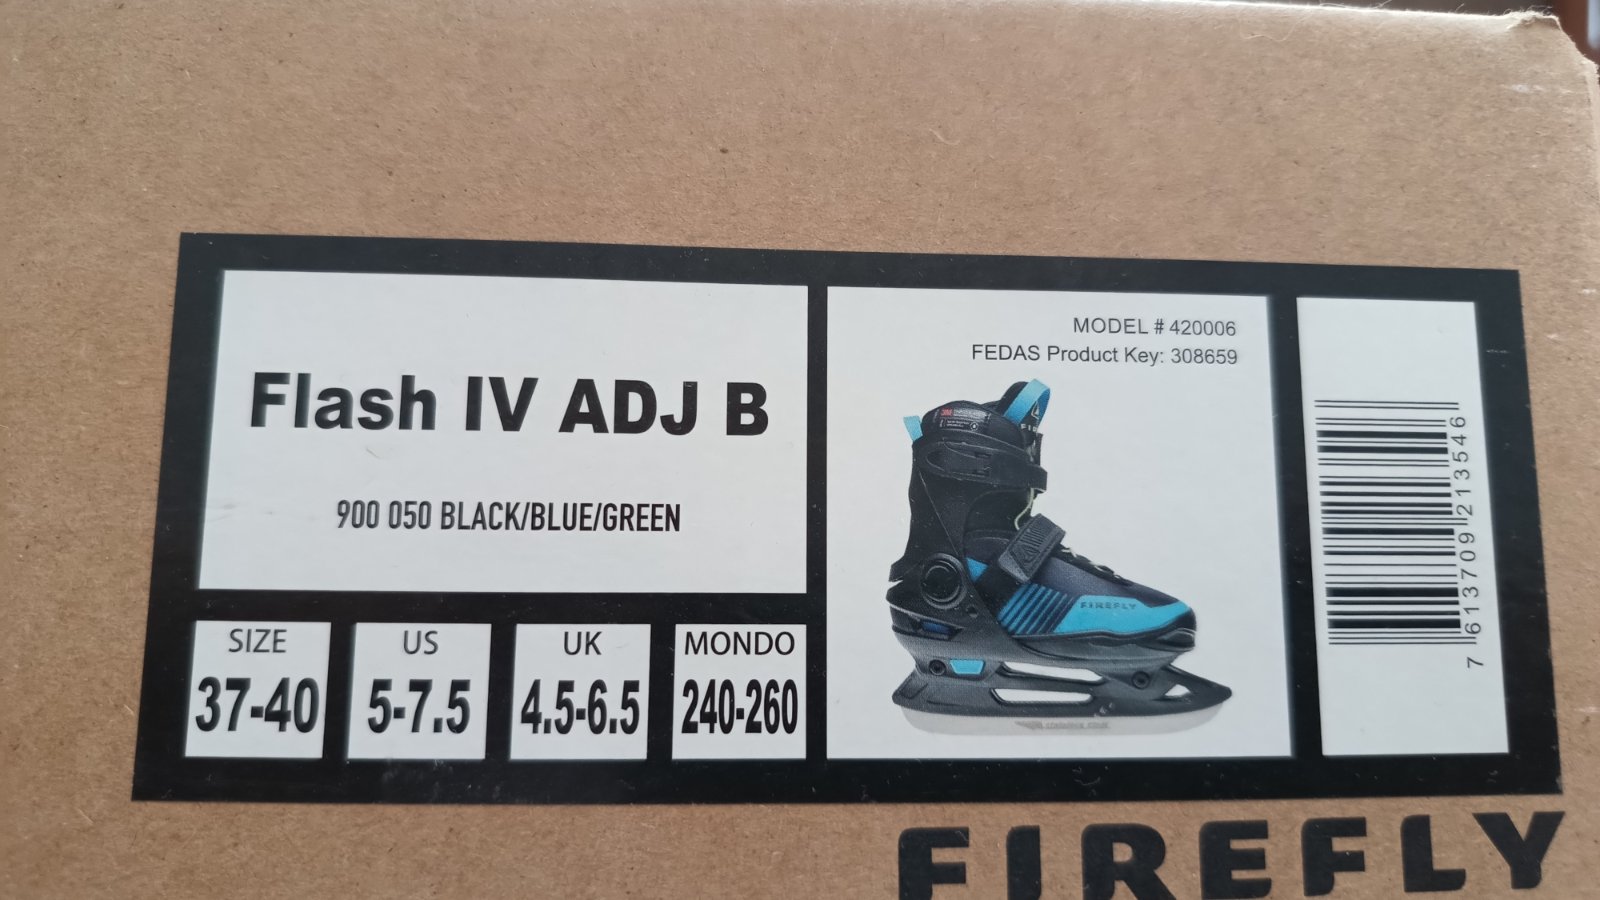 Flash IV ADJ B
900 050 BLACK/BLUE/GREEN
SIZE
37-40
US
5-7.5
UK
4.5-6.5
MONDO
240-260
MODEL # 420006
FEDAS Product Key: 308659
FIREFLY
7 613709 213546
FIREFLY